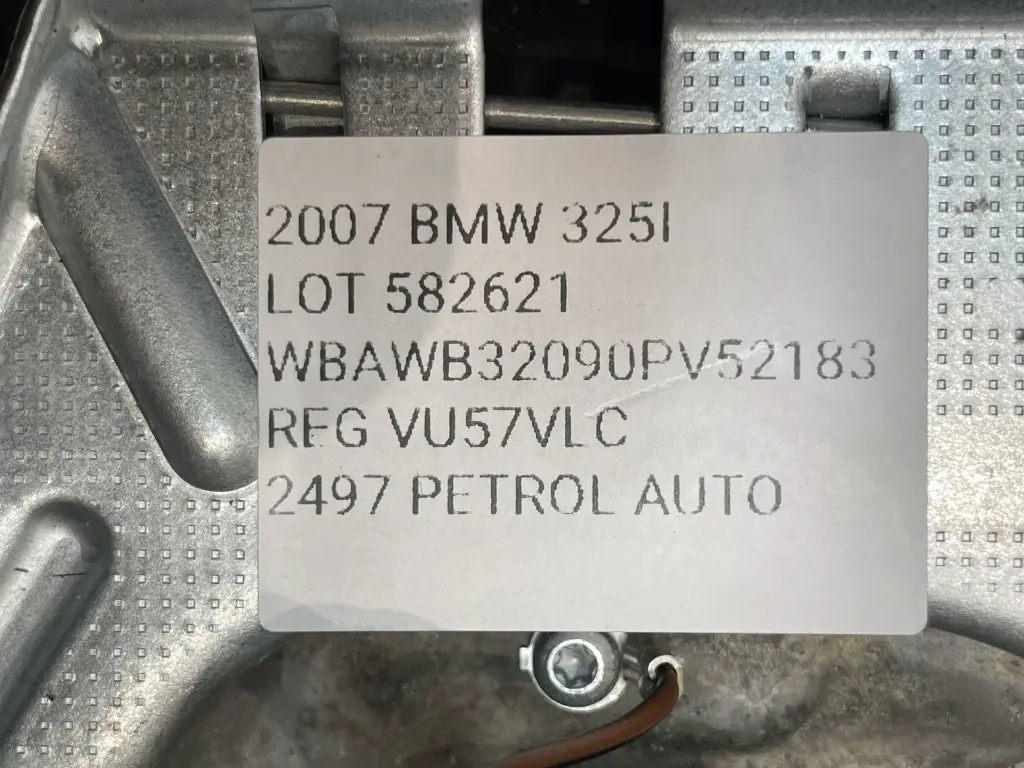 2007 BMW 325I
LOT 582621
WBAWB32090PV52183
REG VU57VLC
2497 PETROL AUTO